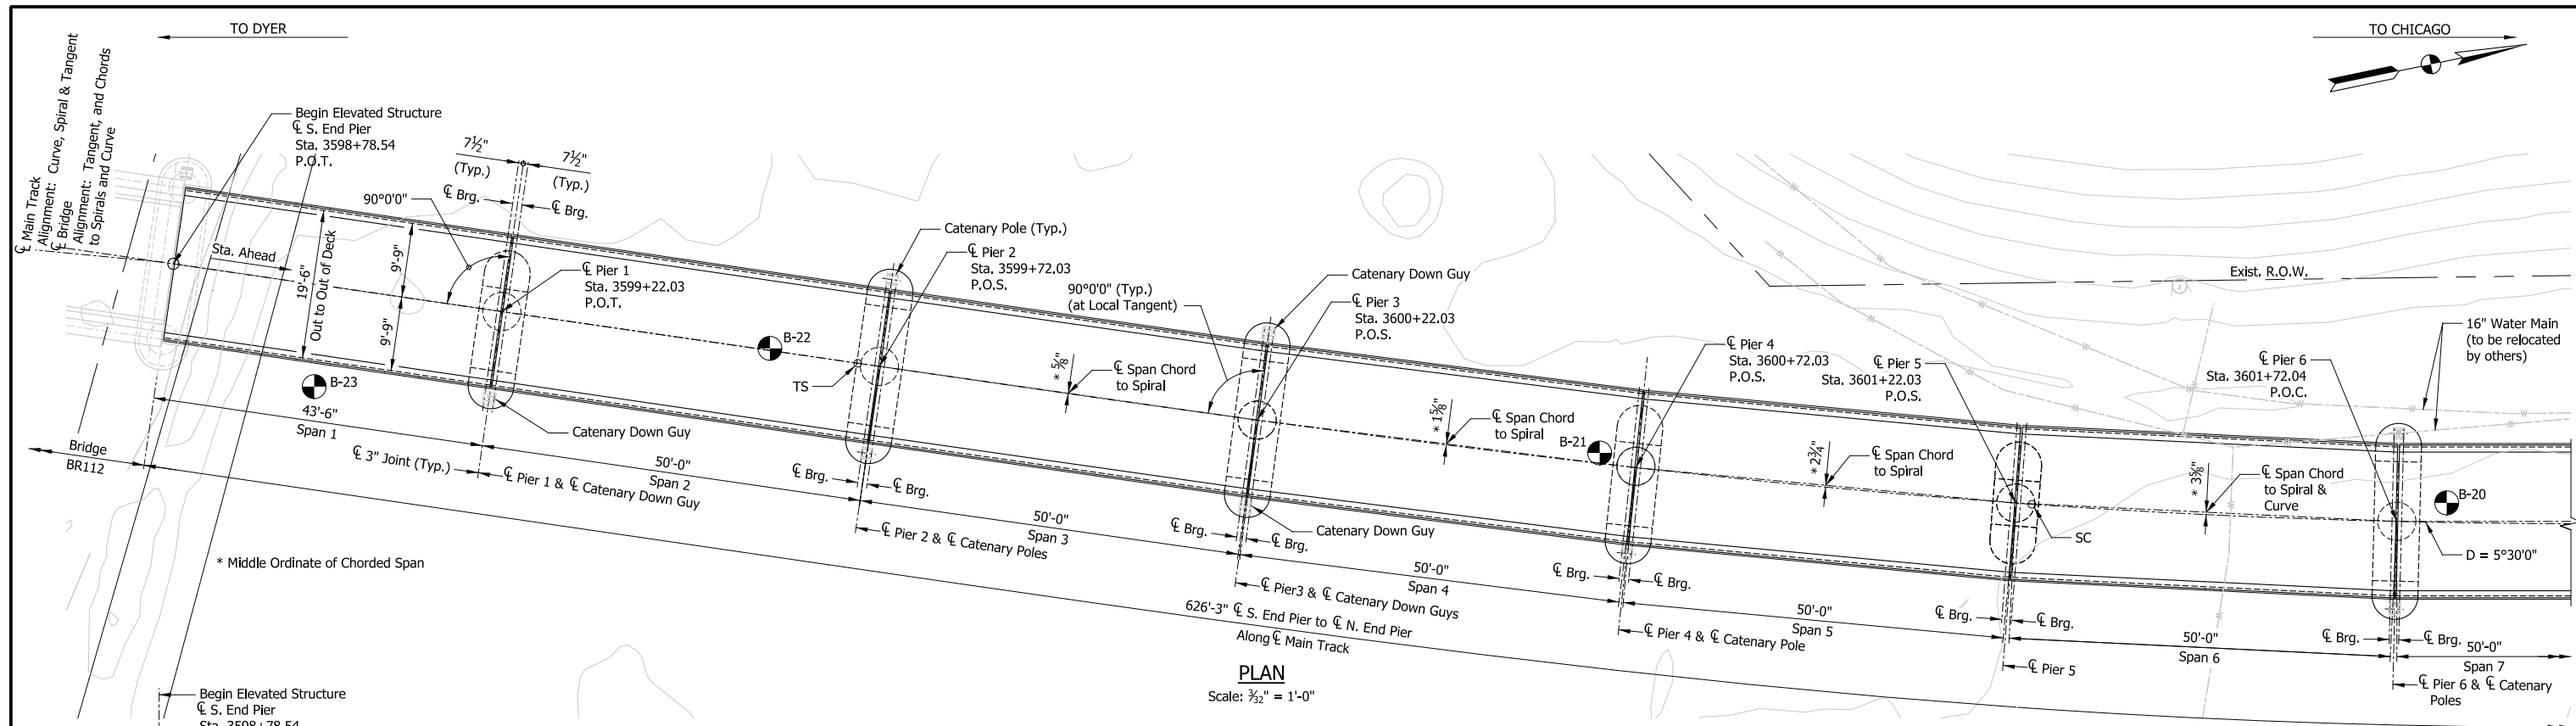 TO DYER
TO CHICAGO
℄ Main Track
Alignment: Curve, Spiral & Tangent
℄ Bridge
Alignment: Tangent, and Chords
to Spirals and Curve
Begin Elevated Structure
℄ S. End Pier
Sta. 3598+78.54
P.O.T.
7½"
(Typ.)
7½"
(Typ.)
℄ Brg.
℄ Brg.
90°0'0"
Sta. Ahead
19'-6"
Out to Out of Deck
9'-9"
9'-9"
℄ Pier 1
Sta. 3599+22.03
P.O.T.
Catenary Pole (Typ.)
℄ Pier 2
Sta. 3599+72.03
P.O.S.
B-22
TS
90°0'0" (Typ.)
(at Local Tangent)
Catenary Down Guy
℄ Pier 3
Sta. 3600+22.03
P.O.S.
* ⅝"
℄ Span Chord
to Spiral
℄ Pier 4
Sta. 3600+72.03
P.O.S.
* 1⅝"
℄ Span Chord
to Spiral
B-21
℄ Pier 5
Sta. 3601+22.03
P.O.S.
* 2¾"
℄ Span Chord
to Spiral
Exist. R.O.W.
16" Water Main
(to be relocated
by others)
℄ Pier 6
Sta. 3601+72.04
P.O.C.
* 3⅝"
℄ Span Chord
to Spiral &
Curve
B-20
SC
D = 5°30'0"
B-23
43'-6"
Span 1
Catenary Down Guy
Bridge
BR112
℄ 3" Joint (Typ.)
℄ Pier 1 & ℄ Catenary Down Guy
50'-0"
Span 2
℄ Brg.
℄ Brg.
℄ Pier 2 & ℄ Catenary Poles
50'-0"
Span 3
℄ Brg.
℄ Brg.
Catenary Down Guy
℄ Pier3 & ℄ Catenary Down Guys
50'-0"
Span 4
℄ Brg.
℄ Brg.
℄ Pier 4 & ℄ Catenary Pole
50'-0"
Span 5
℄ Brg.
℄ Brg.
℄ Pier 5
50'-0"
Span 6
℄ Brg.
℄ Brg.
50'-0"
Span 7
℄ Pier 6 & ℄ Catenary
Poles
626'-3" ℄ S. End Pier to ℄ N. End Pier
Along ℄ Main Track
* Middle Ordinate of Chorded Span
PLAN
Scale: 3⁄32" = 1'-0"
Begin Elevated Structure
℄ S. End Pier
Sta. 3598+78.54